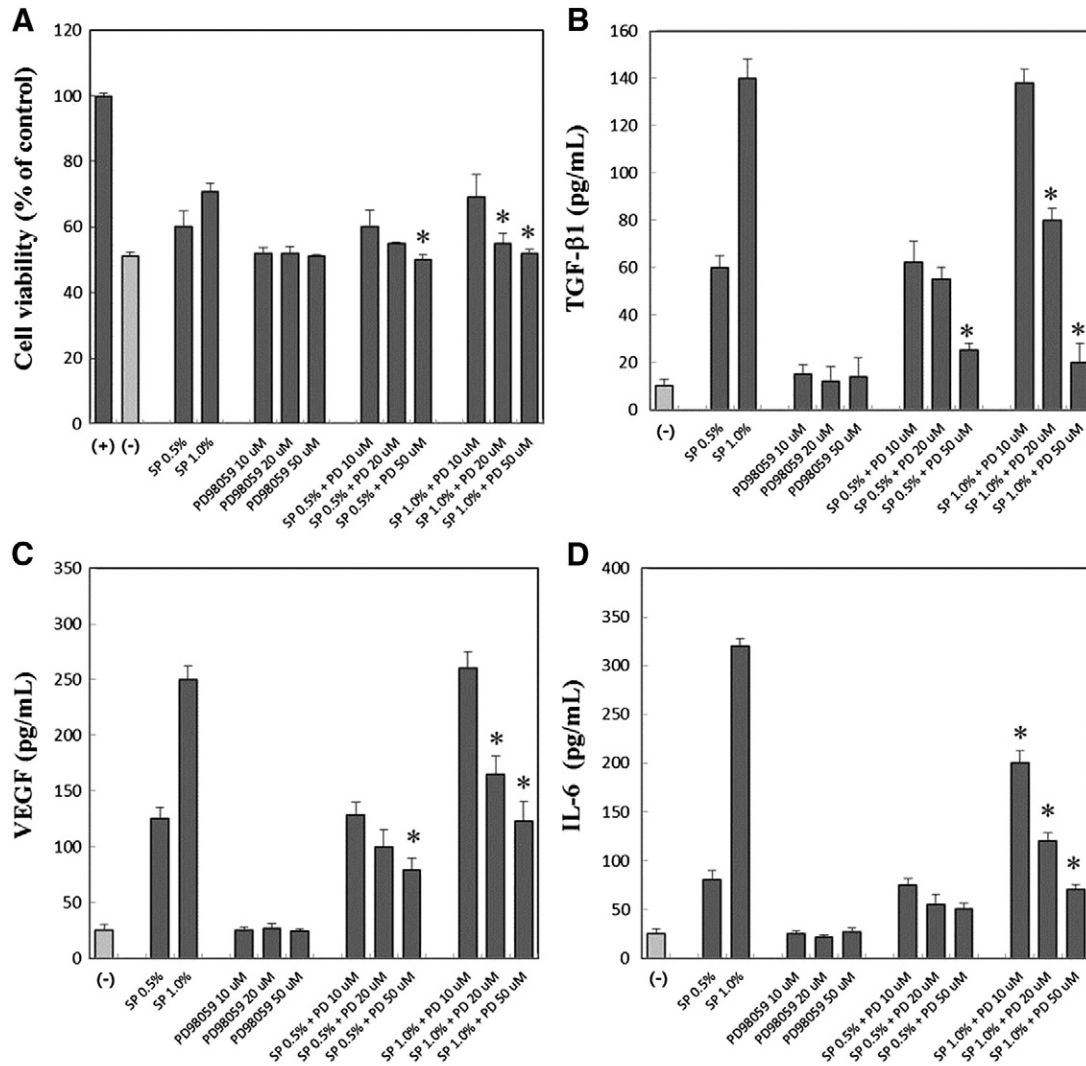 A
Cell viability (% of control)
120
100
80
60
40
20
0
(+)
(-)
SP 0.5%
SP 1.0%
PD98059 10 uM
PD98059 20 uM
PD98059 50 uM
SP 0.5% + PD 10 uM
SP 0.5% + PD 20 uM
SP 0.5% + PD 50 uM
SP 1.0% + PD 10 uM
SP 1.0% + PD 20 uM
SP 1.0% + PD 50 uM
*
*
*
B
TGF-β1 (pg/mL)
160
140
120
100
80
60
40
20
0
(-)
SP 0.5%
SP 1.0%
PD98059 10 uM
PD98059 20 uM
PD98059 50 uM
SP 0.5% + PD 10 uM
SP 0.5% + PD 20 uM
SP 0.5% + PD 50 uM
SP 1.0% + PD 10 uM
SP 1.0% + PD 20 uM
SP 1.0% + PD 50 uM
*
*
*
C
VEGF (pg/mL)
350
300
250
200
150
100
50
0
(-)
SP 0.5%
SP 1.0%
PD98059 10 uM
PD98059 20 uM
PD98059 50 uM
SP 0.5% + PD 10 uM
SP 0.5% + PD 20 uM
SP 0.5% + PD 50 uM
SP 1.0% + PD 10 uM
SP 1.0% + PD 20 uM
SP 1.0% + PD 50 uM
*
*
*
D
IL-6 (pg/mL)
400
350
300
250
200
150
100
50
0
(-)
SP 0.5%
SP 1.0%
PD98059 10 uM
PD98059 20 uM
PD98059 50 uM
SP 0.5% + PD 10 uM
SP 0.5% + PD 20 uM
SP 0.5% + PD 50 uM
SP 1.0% + PD 10 uM
SP 1.0% + PD 20 uM
SP 1.0% + PD 50 uM
*
*
*